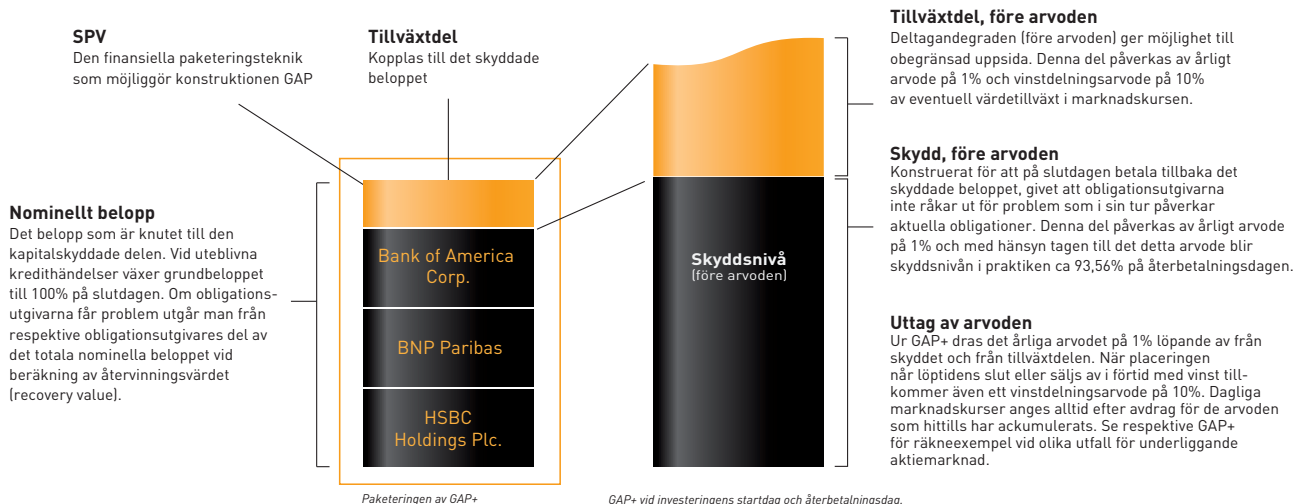 SPV
Den finansiella paketeringsteknik
som möjliggör konstruktionen GAP
Tillväxtdel
Kopplas till det skyddade
beloppet
Nominellt belopp
Det belopp som är knutet till den
kapitalskyddade delen. Vid uteblivna
kredithändelser växer grundbeloppet
till 100% på slutdagen. Om obligations-
utgivarna får problem utgår man från
respektive obligationsutgivares del av
det totala nominella beloppet vid
beräkning av återvinningsvärdet
(recovery value).
Bank of America
Corp.
BNP Paribas
HSBC
Holdings Plc.
Paketeringen av GAP+
Skyddsnivå
(före arvoden)
GAP+ vid investeringens startdag och återbetalningsdag.
Tillväxtdel, före arvoden
Deltagandegraden (före arvoden) ger möjlighet till
obegränsad uppsida. Denna del påverkas av årligt
arvode på 1% och vinstdelningsarvode på 10%
av eventuell värdetillväxt i marknadskursen.
Skydd, före arvoden
Konstruerat för att på slutdagen betala tillbaka det
skyddade beloppet, givet att obligationsutgivarna
inte råkar ut för problem som i sin tur påverkar
aktuella obligationer. Denna del påverkas av årligt arvode
på 1% och med hänsyn tagen till det detta arvode blir
skyddsnivån i praktiken ca 93,56% på återbetalningsdagen.
Uttag av arvoden
Ur GAP+ dras det årliga arvodet på 1% löpande av från
skyddet och från tillväxtdelen. När placeringen
når löptidens slut eller säljs av i förtid med vinst till-
kommer även ett vinstdelningsarvode på 10%. Dagliga
marknadskurser anges alltid efter avdrag för de arvoden
som hittills har ackumulerats. Se respektive GAP+
för räkneexempel vid olika utfall för underliggande
aktiemarknad.